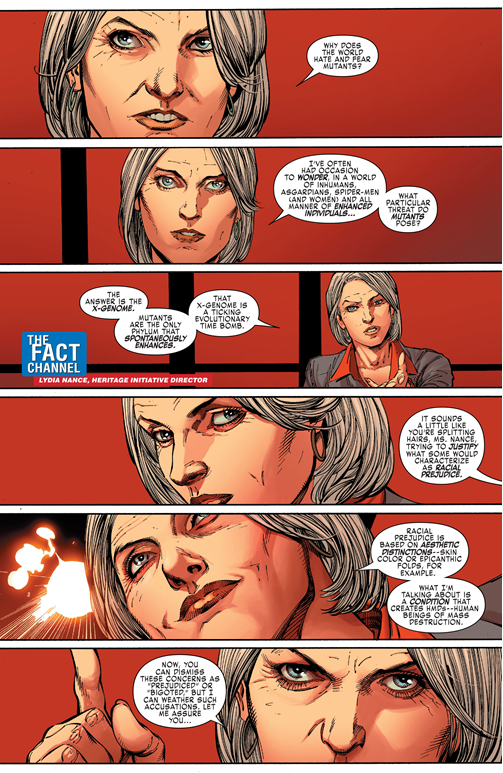 WHY DOES
THE WORLD
HATE AND FEAR
MUTANTS?
I'VE OFTEN
HAD OCCASION
TO WONDER, IN A WORLD
OF INHUMANS,
ASGARDIANS, SPIDER-MEN
(AND WOMEN) AND ALL
MANNER OF ENHANCED
INDIVIDUALS...
WHAT
PARTICULAR
THREAT DO
MUTANTS
POSE?
THE
ANSWER IS THE
X-GENOME.
MUTANTS
ARE THE ONLY
PHYLUM THAT
SPONTANEOUSLY
ENHANCES.
THAT
X-GENOME IS
A TICKING
EVOLUTIONARY
TIME BOMB.
THE
FACT
CHANNEL
LYDIA NANCE, HERITAGE INITIATIVE DIRECTOR
IT SOUNDS
A LITTLE LIKE
YOU'RE SPLITTING
HAIRS, MS. NANCE,
TRYING TO JUSTIFY
WHAT SOME WOULD
CHARACTERIZE
AS RACIAL
PREJUDICE.
RACIAL
PREJUDICE IS
BASED ON AESTHETIC
DISTINCTIONS--SKIN
COLOR OR EPICANTHIC
FOLDS, FOR
EXAMPLE.
WHAT I'M
TALKING ABOUT IS
A CONDITION THAT
CREATES HMDs--HUMAN
BEINGS OF MASS
DESTRUCTION.
NOW, YOU
CAN DISMISS
THESE CONCERNS AS
"PREJUDICED" OR
"BIGOTED," BUT I
CAN WEATHER SUCH
ACCUSATIONS. LET
ME ASSURE
YOU...